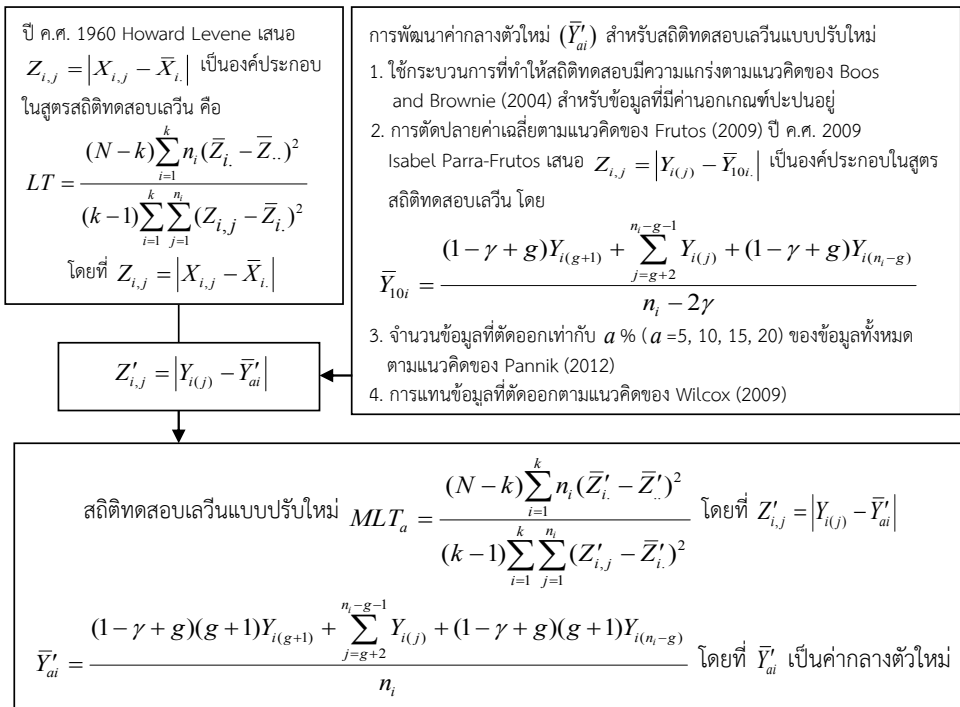 ปี ค.ศ. 1960 Howard Levene เสนอ
Z_{i,j} = |X_{i,j} − X̄_{i.}| เป็นองค์ประกอบ
ในสูตรสถิติทดสอบเลวีน คือ
LT = \frac{(N−k)\sum_{i=1}^{k} n_i(Z̄_{i.} − Z̄_{..})^2}{(k−1)\sum_{i=1}^{k}\sum_{j=1}^{n_i}(Z_{i,j} − Z̄_{i.})^2}
โดยที่ Z_{i,j} = |X_{i,j} − X̄_{i.}|
การพัฒนาค่ากลางตัวใหม่ (Ȳ′_{ai}) สำหรับสถิติทดสอบเลวีนแบบปรับใหม่
1. ใช้กระบวนการที่ทำให้สถิติทดสอบมีความแกร่งตามแนวคิดของ Boos
and Brownie (2004) สำหรับข้อมูลที่มีค่านอกเกณฑ์ปะปนอยู่
2. การตัดปลายค่าเฉลี่ยตามแนวคิดของ Frutos (2009) ปี ค.ศ. 2009
Isabel Parra-Frutos เสนอ Z_{i,j} = |Y_{i(j)} − Ȳ_{10i.}| เป็นองค์ประกอบในสูตร
สถิติทดสอบเลวีน โดย
Ȳ_{10i} = \frac{(1−γ+g)Y_{i(g+1)} + \sum_{j=g+2}^{n_i−g−1} Y_{i(j)} + (1−γ+g)Y_{i(n_i−g)}}{n_i − 2γ}
3. จำนวนข้อมูลที่ตัดออกเท่ากับ a % ( a =5, 10, 15, 20) ของข้อมูลทั้งหมด
ตามแนวคิดของ Pannik (2012)
4. การแทนข้อมูลที่ตัดออกตามแนวคิดของ Wilcox (2009)
Z′_{i,j} = |Y_{i(j)} − Ȳ′_{ai}|
สถิติทดสอบเลวีนแบบปรับใหม่ MLT_a = \frac{(N−k)\sum_{i=1}^{k} n_i(Z̄′_{i.} − Z̄′_{..})^2}{(k−1)\sum_{i=1}^{k}\sum_{j=1}^{n_i}(Z′_{i,j} − Z̄′_{i.})^2} โดยที่ Z′_{i,j} = |Y_{i(j)} − Ȳ′_{ai}|
Ȳ′_{ai} = \frac{(1−γ+g)(g+1)Y_{i(g+1)} + \sum_{j=g+2}^{n_i−g−1} Y_{i(j)} + (1−γ+g)(g+1)Y_{i(n_i−g)}}{n_i} โดยที่ Ȳ′_{ai} เป็นค่ากลางตัวใหม่